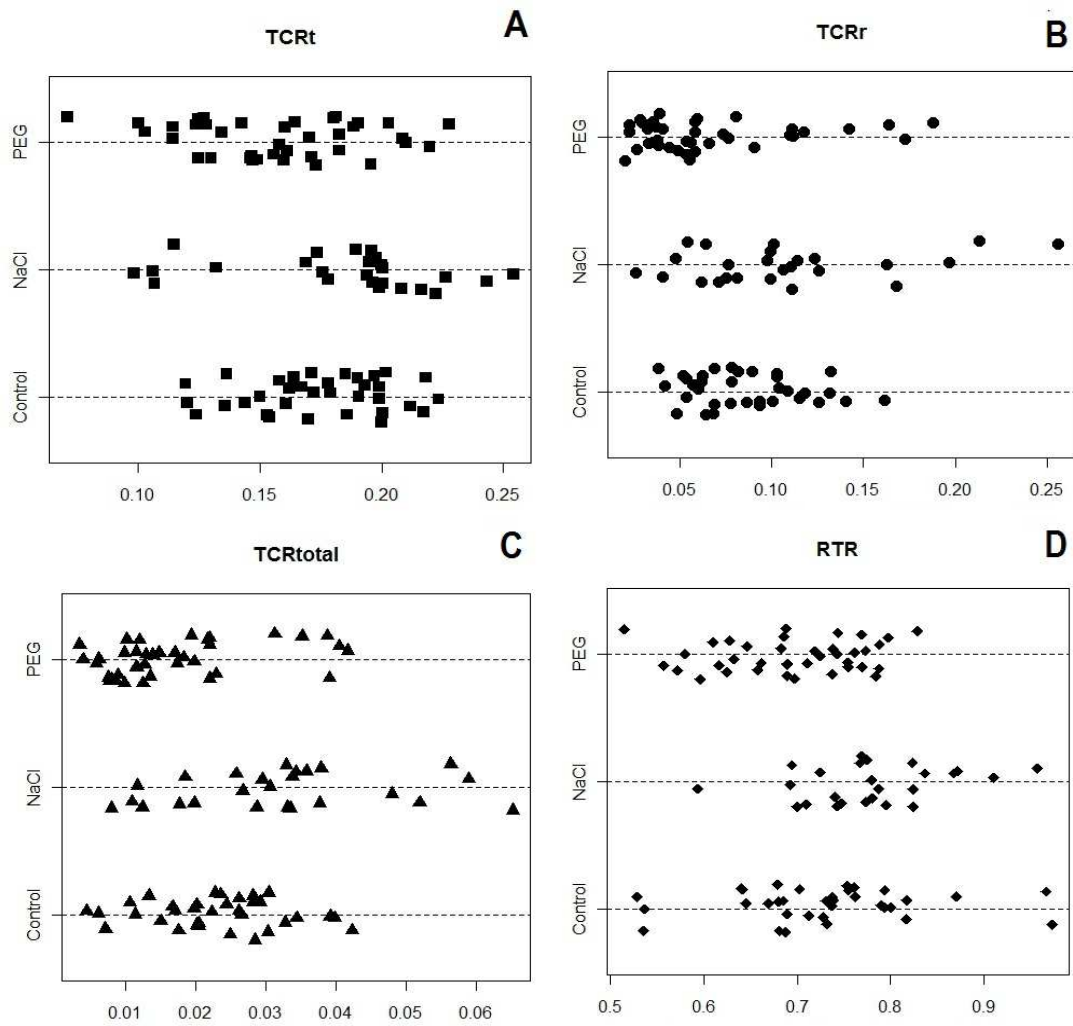 TCRt
A
PEG
NaCl
Control
0.10 0.15 0.20 0.25
TCRr
B
PEG
NaCl
Control
0.05 0.10 0.15 0.20 0.25
TCRtotal
C
PEG
NaCl
Control
0.01 0.02 0.03 0.04 0.05 0.06
RTR
D
PEG
NaCl
Control
0.5 0.6 0.7 0.8 0.9